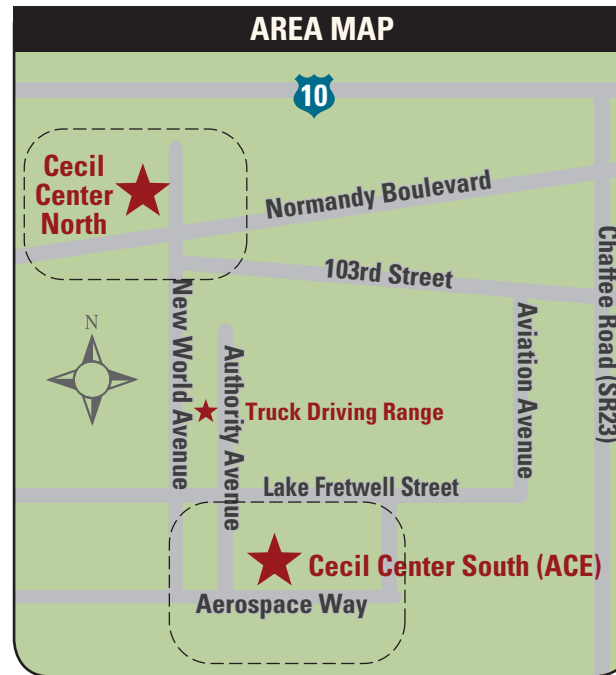 AREA MAP
10
Cecil
Center
North
Normandy Boulevard
103rd Street
Chaffee Road (SR23)
New World Avenue
N
Authority Avenue
Aviation Avenue
Truck Driving Range
Lake Fretwell Street
Cecil Center South (ACE)
Aerospace Way